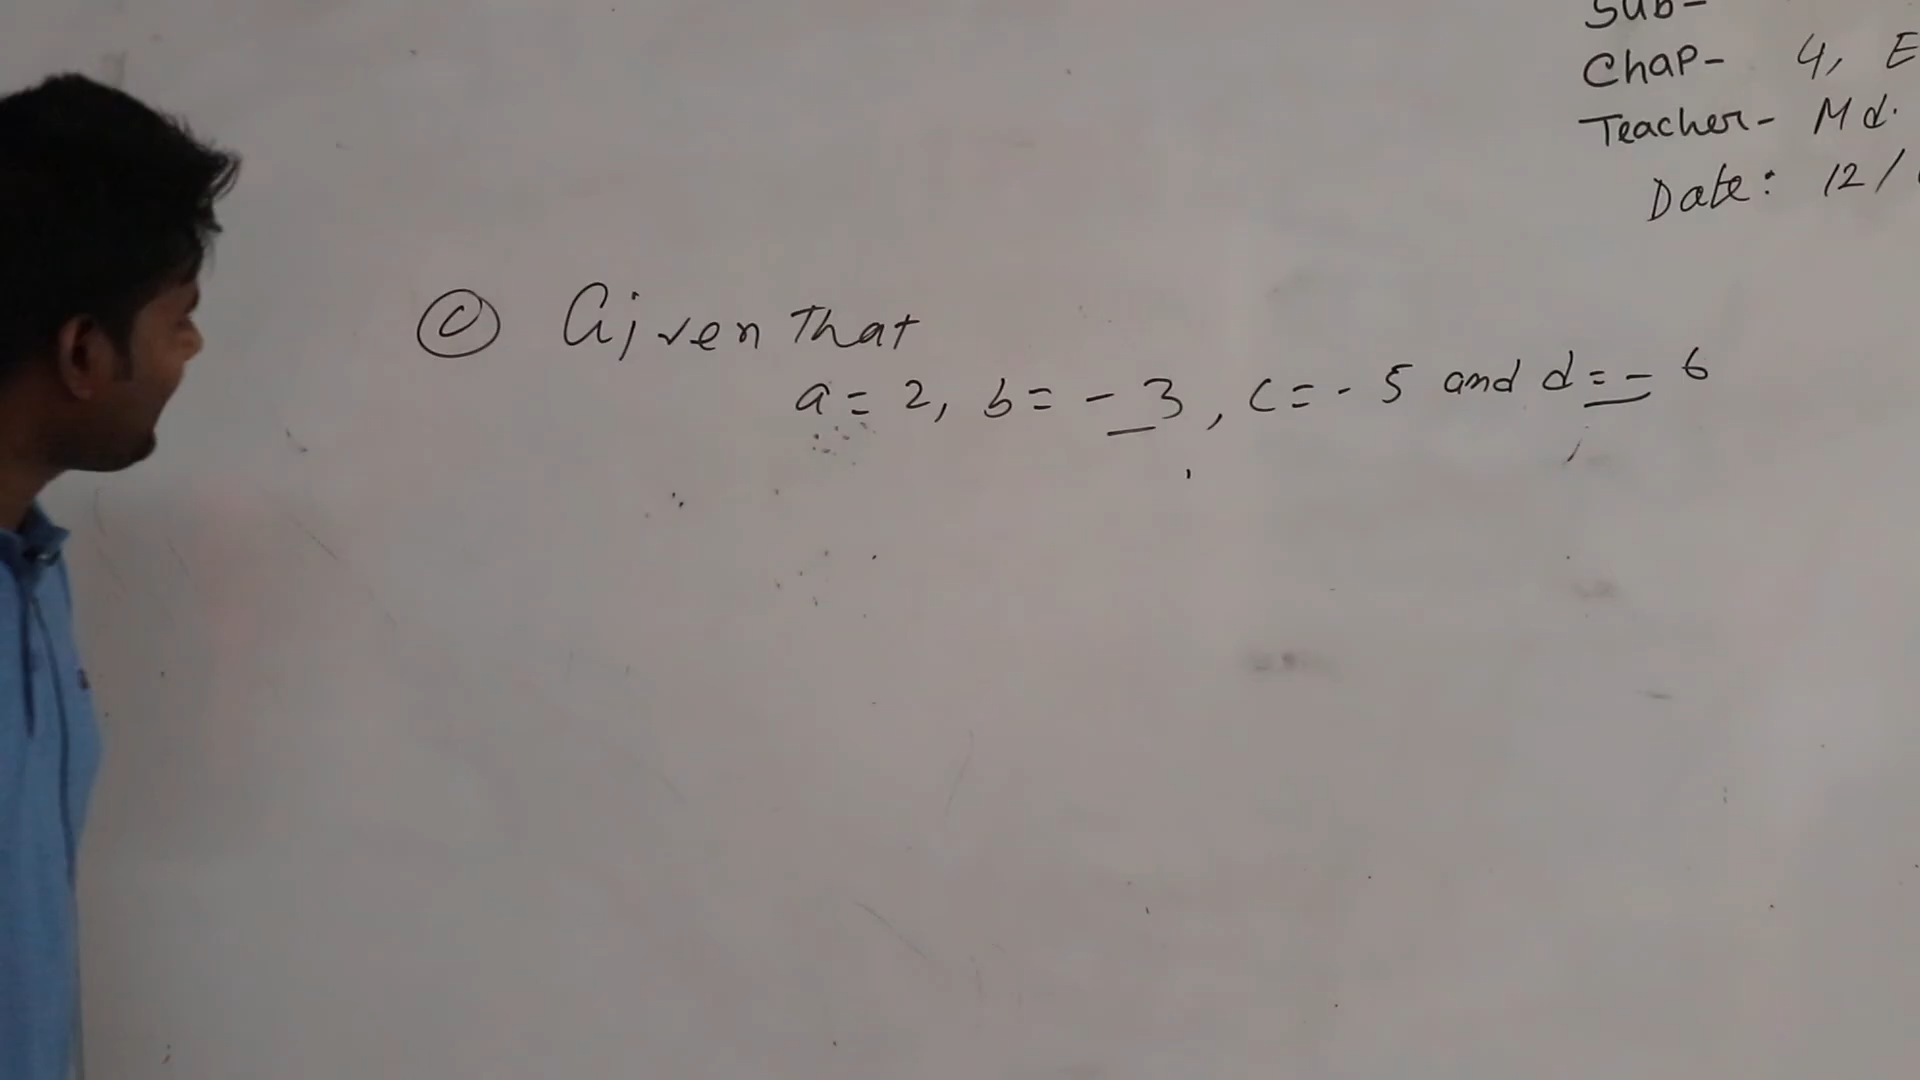 Sub-
Chap- 4, E
Teacher- Md.
Date: 12/
Ⓒ Given That
a = 2, b = - 3, c = - 5 and d = - 6